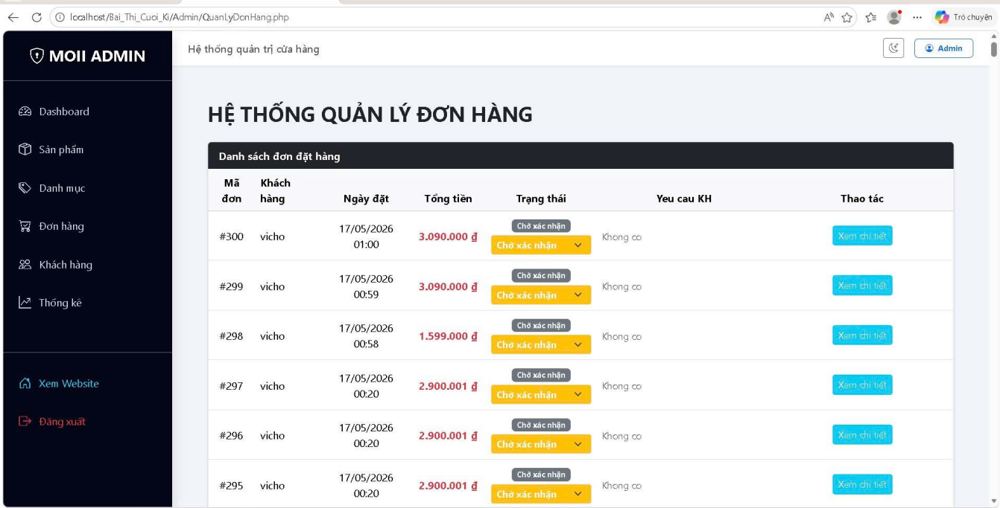 localhost/Bai_Thi_Cuoi_Ki/Admin/QuanLyDonHang.php
Trò chuyện
MOII ADMIN
Hệ thống quản trị cửa hàng
Admin
Dashboard
Sản phẩm
Danh mục
Đơn hàng
Khách hàng
Thống kê
Xem Website
Đăng xuất
HỆ THỐNG QUẢN LÝ ĐƠN HÀNG
Danh sách đơn đặt hàng
Mã đơn Khách hàng Ngày đặt Tổng tiền Trạng thái Yeu cau KH Thao tác
#300 vicho 17/05/2026 01:00 3.090.000 ₫ Chờ xác nhận Chờ xác nhận Khong co Xem chi tiết
#299 vicho 17/05/2026 00:59 3.090.000 ₫ Chờ xác nhận Chờ xác nhận Khong co Xem chi tiết
#298 vicho 17/05/2026 00:58 1.599.000 ₫ Chờ xác nhận Chờ xác nhận Khong co Xem chi tiết
#297 vicho 17/05/2026 00:20 2.900.001 ₫ Chờ xác nhận Chờ xác nhận Khong co Xem chi tiết
#296 vicho 17/05/2026 00:20 2.900.001 ₫ Chờ xác nhận Chờ xác nhận Khong co Xem chi tiết
#295 vicho 17/05/2026 00:20 2.900.001 ₫ Chờ xác nhận Chờ xác nhận Khong co Xem chi tiết